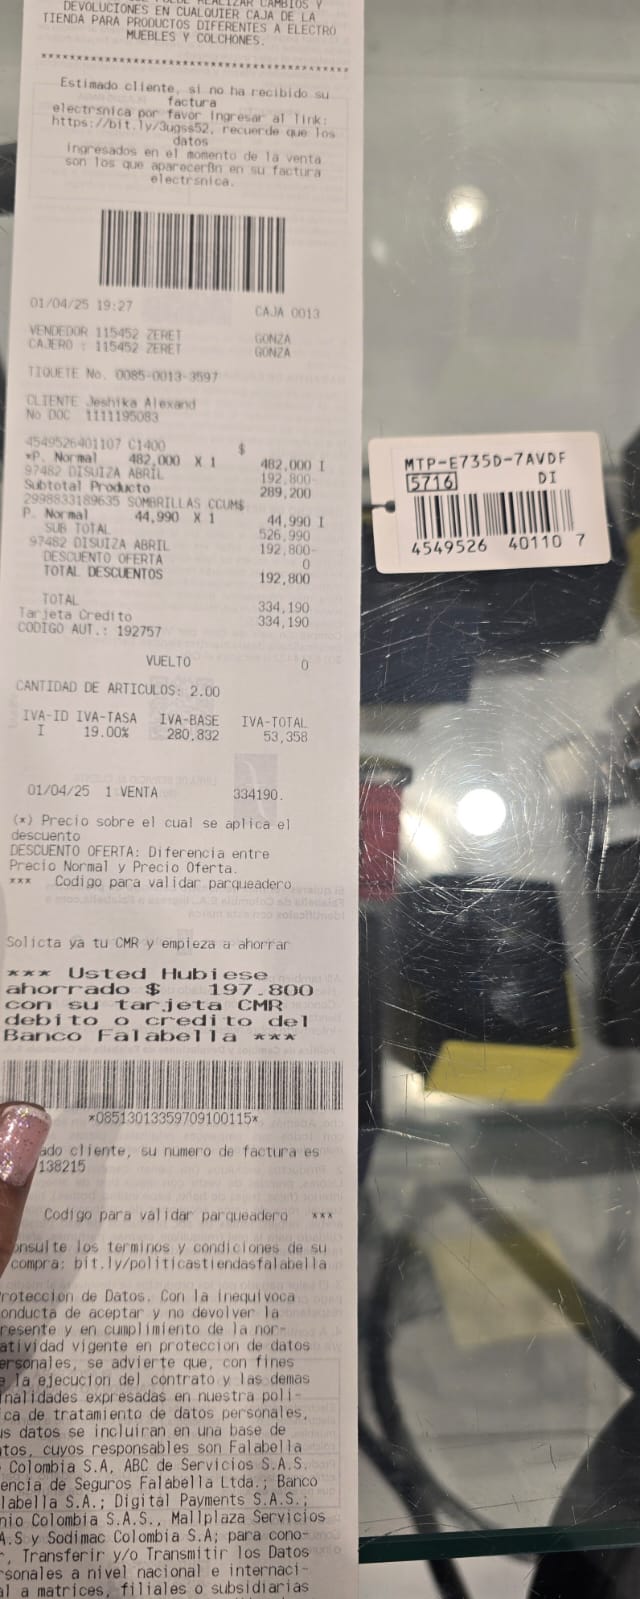 DEVOLUCIONES EN CUALQUIER CAJA DE LA
TIENDA PARA PRODUCTOS DIFERENTES A ELECTRO
MUEBLES Y COLCHONES.
Estimado cliente, si no ha recibido su
factura
electrsnica por favor ingresar al link:
https://bit.ly/3ugss52, recuerde que los
datos
ingresados en el momento de la venta
son los que aparecerßn en su factura
electrsnica.
01/04/25 19:27 CAJA 0013
VENDEDOR 115452 ZERET GONZA
CAJERO : 115452 ZERET GONZA
TIQUETE No. 0085-0013-3597
CLIENTE Jeshika Alexand
No DOC 1111195083
4549526401107 C1400 $
*P. Normal 482,000 X 1 482,000 I
97482 DISUIZA ABRIL 192,800-
Subtotal Producto 289,200
2998833189635 SOMBRILLAS CCUM$
P. Normal 44,990 X 1 44,990 I
SUB TOTAL 526,990
97482 DISUIZA ABRIL 192,800-
DESCUENTO OFERTA 0
TOTAL DESCUENTOS 192,800
TOTAL 334,190
Tarjeta Credito 334,190
CODIGO AUT.: 192757
VUELTO 0
CANTIDAD DE ARTICULOS: 2.00
IVA-ID IVA-TASA IVA-BASE IVA-TOTAL
I 19.00% 280,832 53,358
01/04/25 1 VENTA 334190.
(*) Precio sobre el cual se aplica el
descuento
DESCUENTO OFERTA: Diferencia entre
Precio Normal y Precio Oferta.
*** Codigo para validar parqueadero
Solicta ya tu CMR y empieza a ahorrar
*** Usted Hubiese
ahorrado $ 197.800
con su tarjeta CMR
debito o credito del
Banco Falabella ***
*08513013359709100115*
ado cliente, su numero de factura es
138215
Codigo para validar parqueadero ***
onsulte los terminos y condiciones de su
compra: bit.ly/politicastiendasfalabella
roteccion de Datos. Con la inequivoca
onducta de aceptar y no devolver la
resente y en cumplimiento de la nor-
atividad vigente en proteccion de datos
ersonales, se advierte que, con fines
e la ejecucion del contrato y las demas
nalidades expresadas en nuestra poli-
ica de tratamiento de datos personales,
us datos se incluiran en una base de
atos, cuyos responsables son Falabella
Colombia S.A, ABC de Servicios S.A.S,
encia de Seguros Falabella Ltda.; Banco
labella S.A.; Digital Payments S.A.S.;
nio Colombia S.A.S., Mallplaza Servicios
A.S y Sodimac Colombia S.A; para cono-
r, Transferir y/o Transmitir los Datos
rsonales a nivel nacional e internaci-
al a matrices, filiales o subsidiarias
MTP-E735D-7AVDF
5716 DI
4549526 40110 7